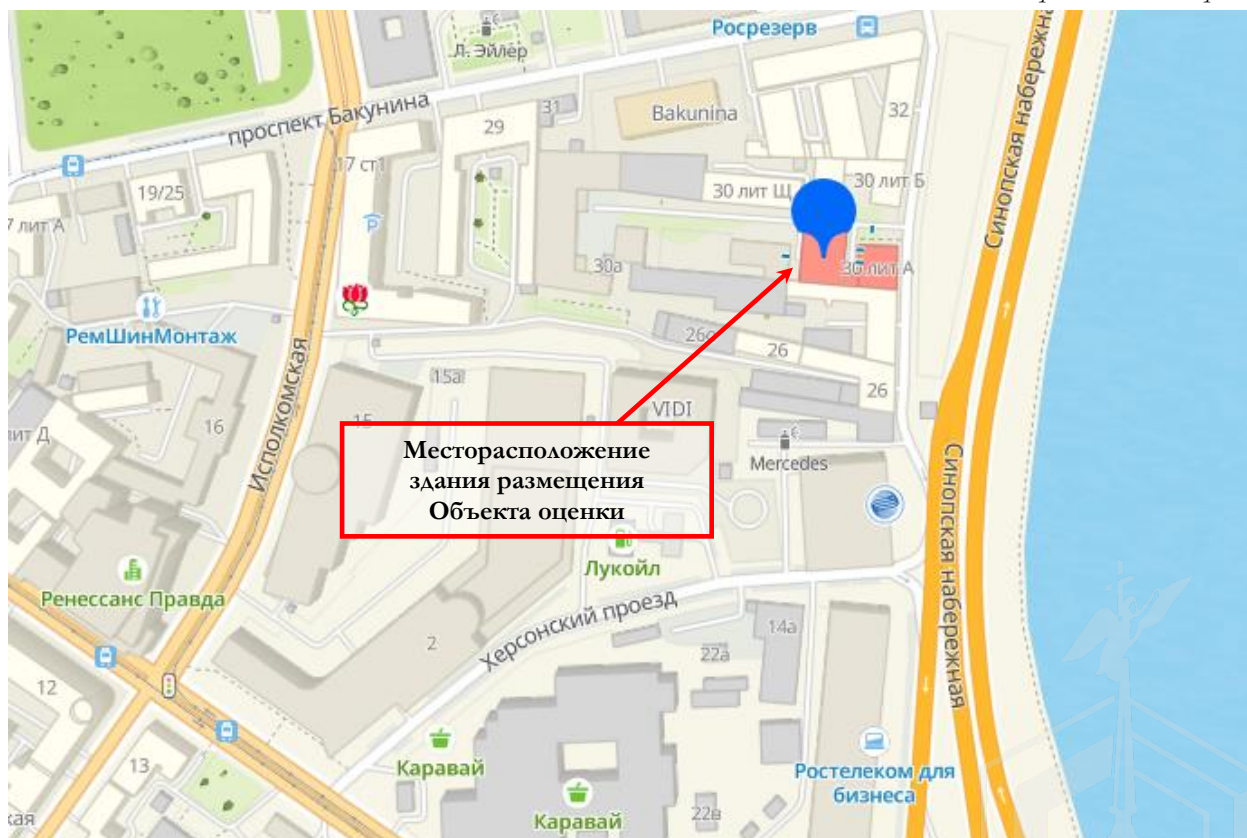 Росрезерв
Л. Эйлер
Синопская набережная
проспект Бакунина
31
Bakunina
32
29
17 ст1
19/25
30 лит Щ
30 лит Б
7 лит А
P
30а
30 лит А
РемШинМонтаж
26
Исполкомская
15а
26
VIDI
16
15
лит Д
Месторасположение
здания размещения
Объекта оценки
Mercedes
Синопская набережная
Лукойл
Ренессанс Правда
Херсонский проезд
14а
2
22а
12
Каравай
13
Ростелеком для
бизнеса
Каравай
22в
ская